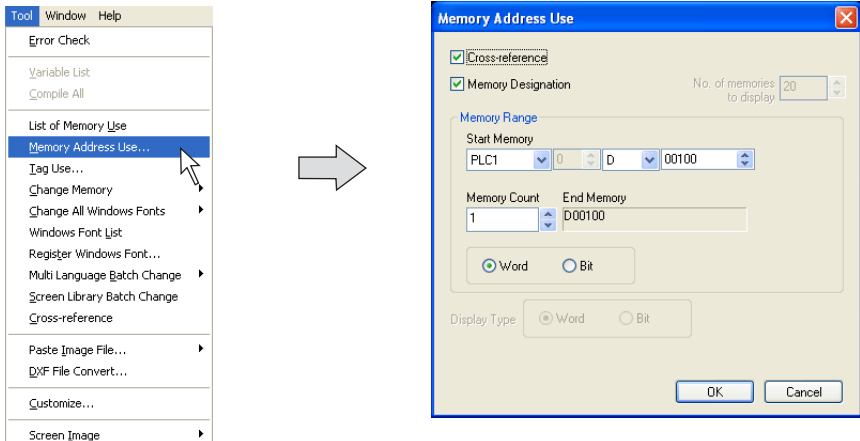 Tool Window Help
Error Check
Variable List
Compile All
List of Memory Use
Memory Address Use...
Tag Use...
Change Memory
Change All Windows Fonts
Windows Font List
Register Windows Font...
Multi Language Batch Change
Screen Library Batch Change
Cross-reference
Paste Image File...
DXF File Convert...
Customize...
Screen Image
Memory Address Use
Cross-reference
Memory Designation
No. of memories to display 20
Memory Range
Start Memory
PLC1 0 D 00100
Memory Count End Memory
1 D00100
Word Bit
Display Type Word Bit
OK Cancel